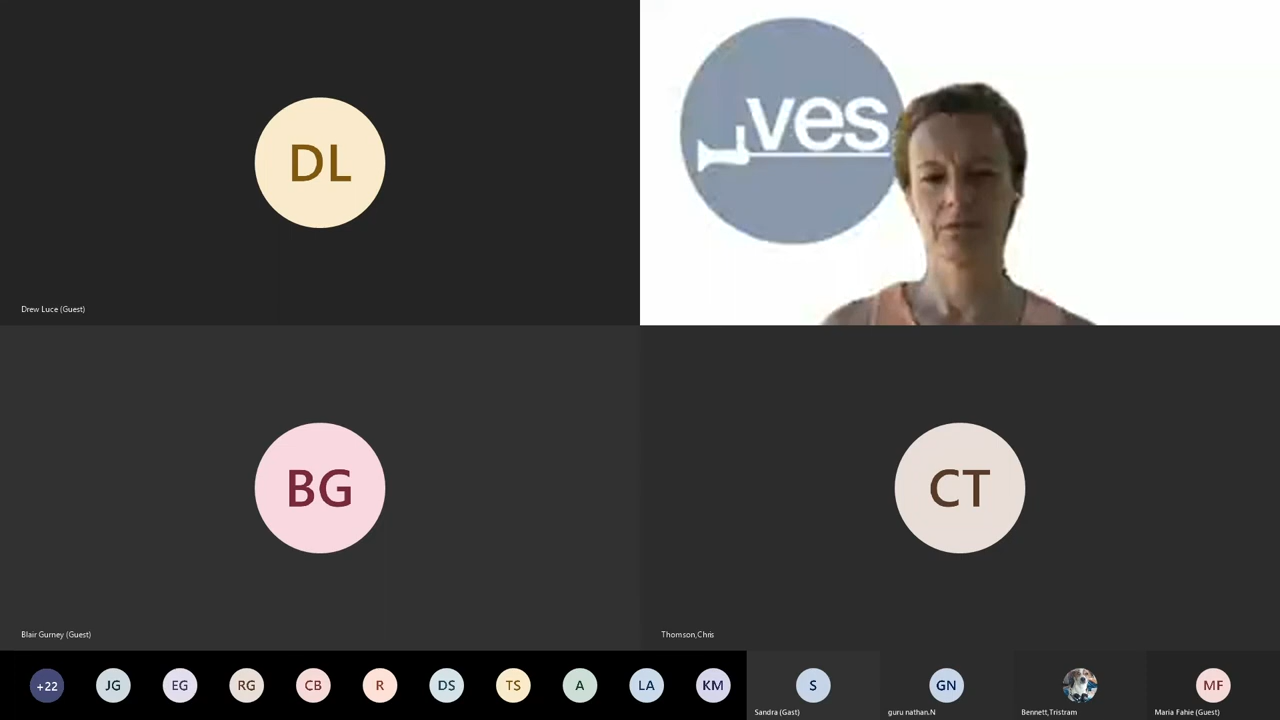 DL
Drew Luce (Guest)
ves
BG
Blair Gurney (Guest)
CT
Thomson,Chris
+22
JG
EG
RG
CB
R
DS
TS
A
LA
KM
S
Sandra (Gast)
GN
guru nathan.N
Bennett,Tristram
MF
Maria Fahie (Guest)